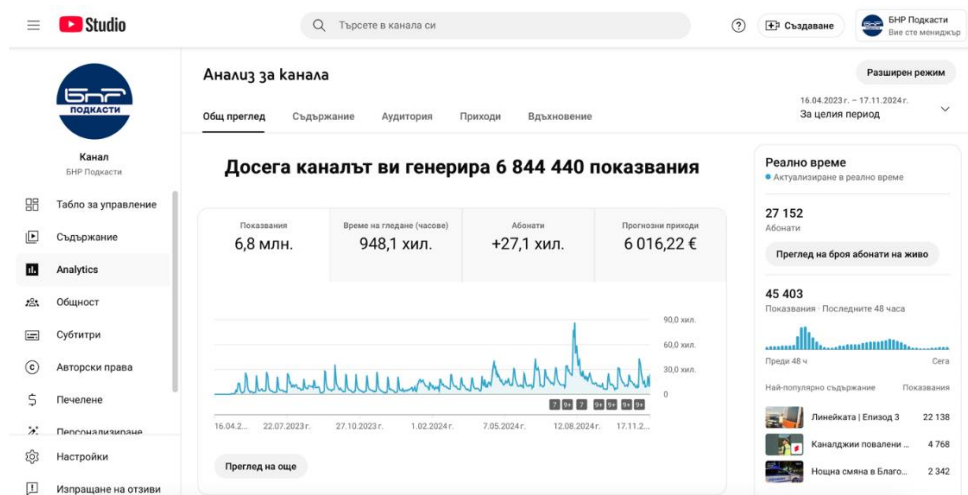 Studio
Търсете в канала си
Създаване
БНР Подкасти
Вие сте мениджър
БНР
ПОДКАСТИ
Канал
БНР Подкасти
Табло за управление
Съдържание
Analytics
Общност
Субтитри
Авторски права
Печелене
Персонализиране
Настройки
Изпращане на отзиви
Анализ за канала
Разширен режим
Общ преглед
Съдържание
Аудитория
Приходи
Вдъхновение
16.04.2023 г. – 17.11.2024 г.
За целия период
Досега каналът ви генерира 6 844 440 показвания
Показвания
6,8 млн.
Време на гледане (часове)
948,1 хил.
Абонати
+27,1 хил.
Прогнозни приходи
6 016,22 €
90,0 хил.
60,0 хил.
30,0 хил.
0
7 9+ 7 9+ 9+ 9+ 9+
16.04.2... 22.07.2023 г. 27.10.2023 г. 1.02.2024 г. 7.05.2024 г. 12.08.2024 г. 17.11.2...
Преглед на още
Реално време
Актуализиране в реално време
27 152
Абонати
Преглед на броя абонати на живо
45 403
Показвания · Последните 48 часа
Преди 48 ч Сега
Най-популярно съдържание Показвания
Линейката | Епизод 3 22 138
Каналджии повалени .. 4 768
Нощна смяна в Благо... 2 342